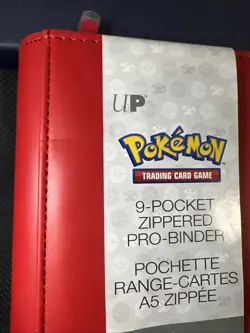 UP
POKéMON
TRADING CARD GAME
9-POCKET
ZIPPERED
PRO-BINDER
POCHETTE
RANGE-CARTES
A5 ZIPPÉE